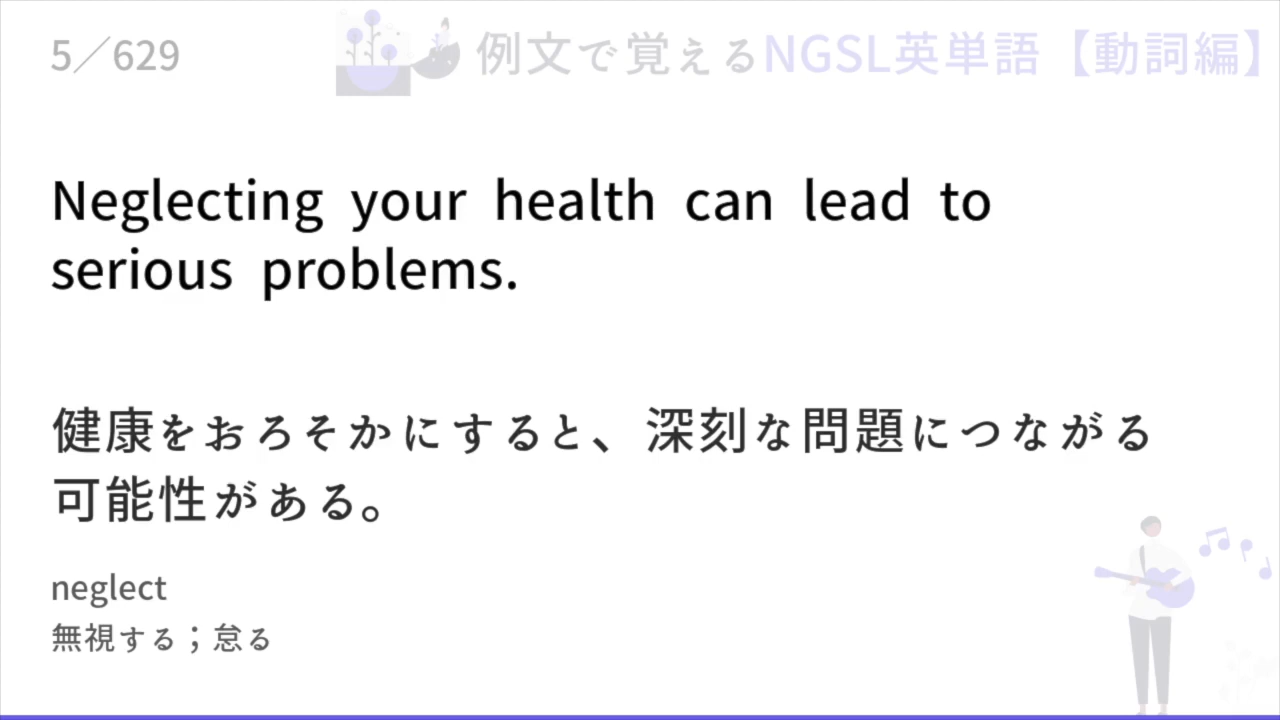 5／629
例文で覚えるNGSL英単語【動詞編】
Neglecting your health can lead to
serious problems.
健康をおろそかにすると、深刻な問題につながる
可能性がある。
neglect
無視する；怠る